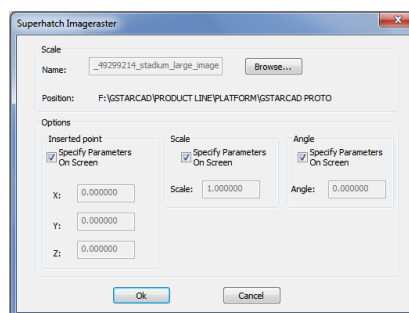 Superhatch Imageraster
x
Scale
Name: _49299214_stadium_large_image Browse...
Position: F:\GSTARCAD\PRODUCT LINE\PLATFORM\GSTARCAD PROTO
Options
Inserted point Scale Angle
Specify Parameters Specify Parameters Specify Parameters
On Screen On Screen On Screen
X: 0.000000 Scale: 1.000000 Angle: 0.000000
Y: 0.000000
Z: 0.000000
Ok Cancel